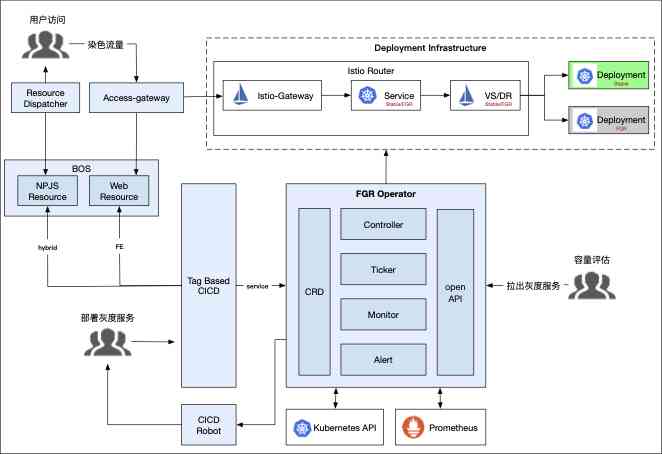 用户访问
染色流量
Resource
Dispatcher
Access-gateway
Deployment Infrastructure
Istio Router
Istio-Gateway
Service
Stable/FGR
VS/DR
Stable/FGR
Deployment
Stable
Deployment
FGR
BOS
NPJS
Resource
Web
Resource
hybrid
FE
Tag Based
CICD
service
FGR Operator
CRD
Controller
Ticker
Monitor
Alert
open
API
容量评估
拉出灰度服务
部署灰度服务
CICD
Robot
Kubernetes API
Prometheus